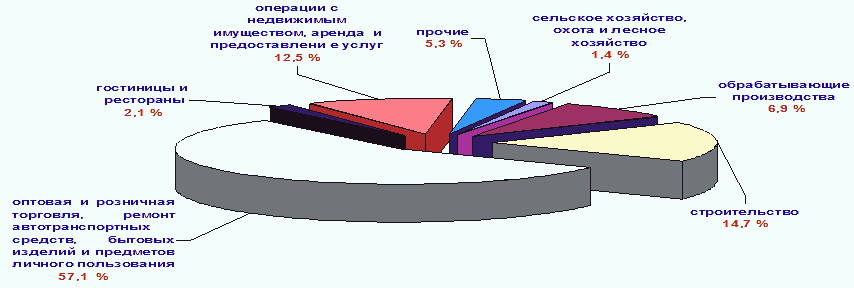 операции с
недвижимым
имуществом, аренда и
предоставлени е услуг
12,5 %
прочие
5,3 %
сельское хозяйство,
охота и лесное
хозяйство
1,4 %
обрабатывающие
производства
6,9 %
гостиницы и
рестораны
2,1 %
строительство
14,7 %
оптовая и розничная
торговля, ремонт
автотранспортных
средств, бытовых
изделий и предметов
личного пользования
57,1 %